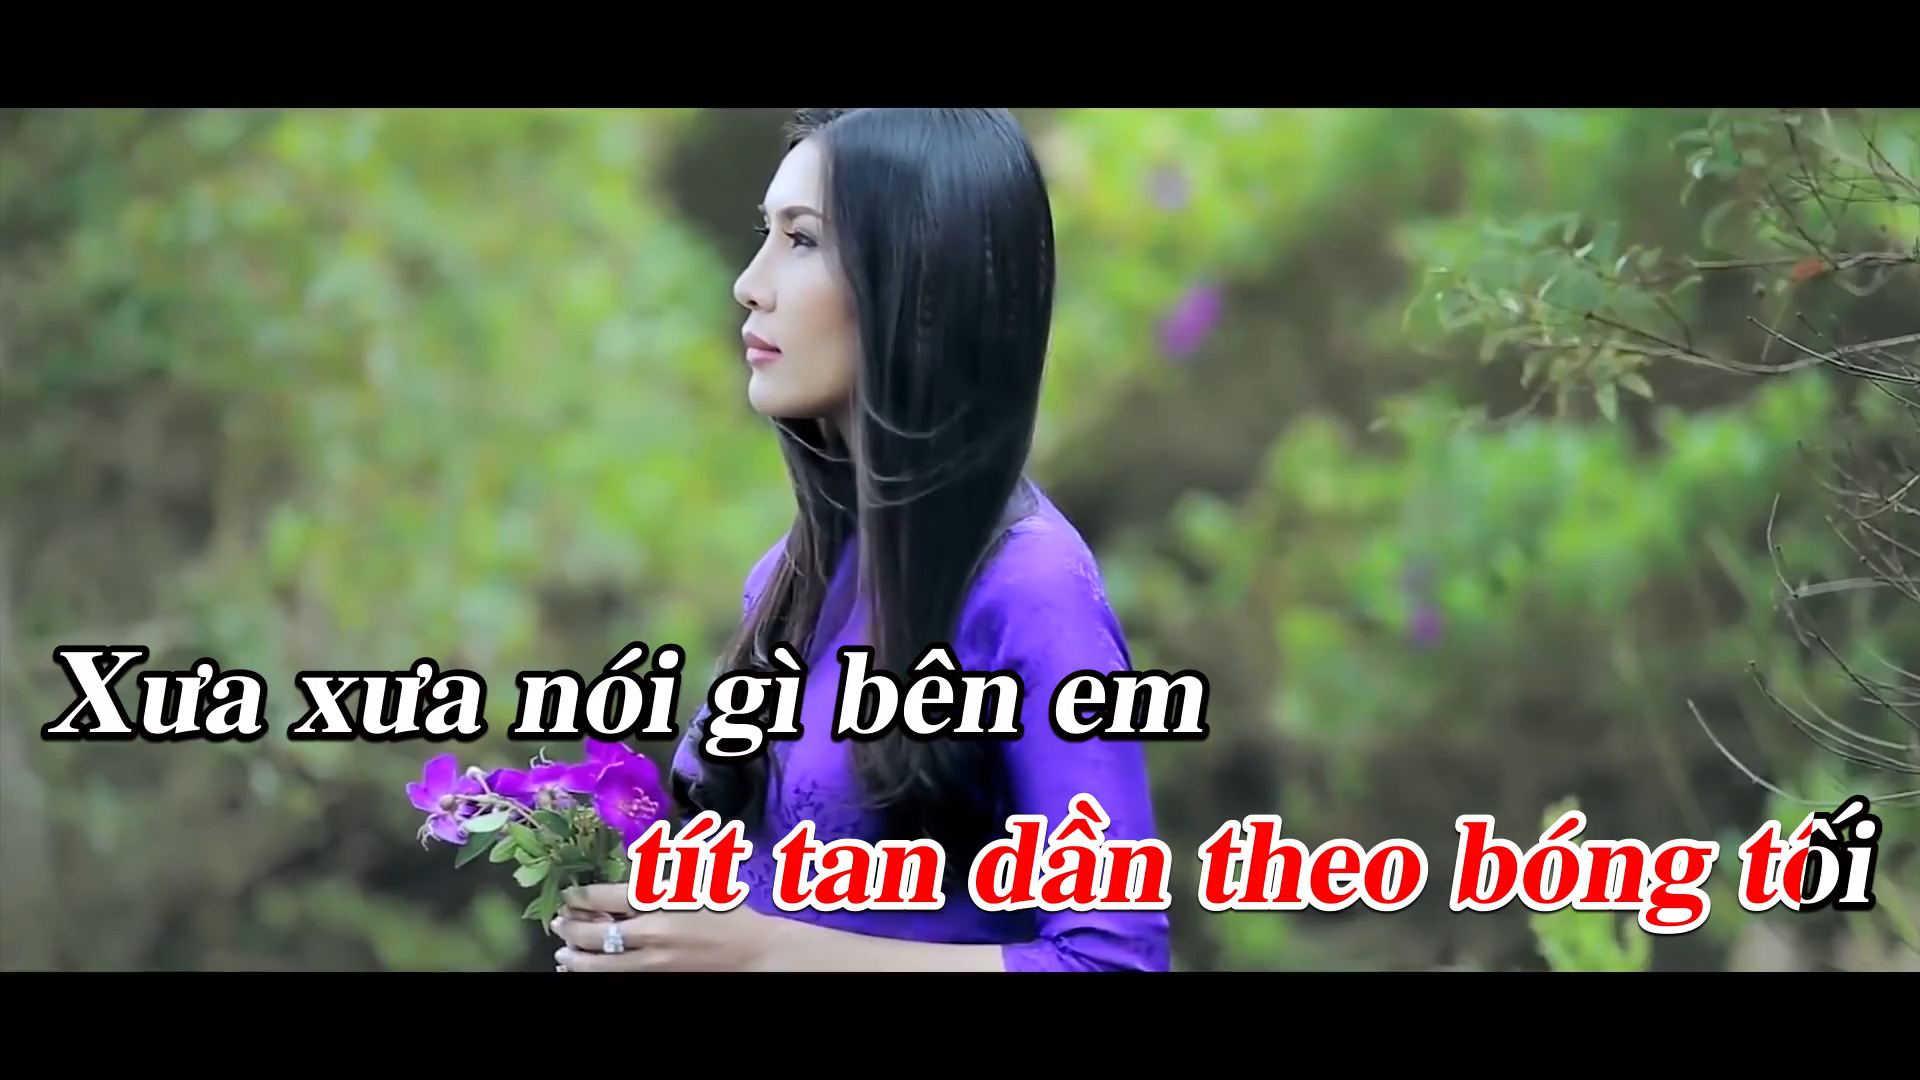 Xưa xưa nói gì bên em
tít tan dần theo bóng tối